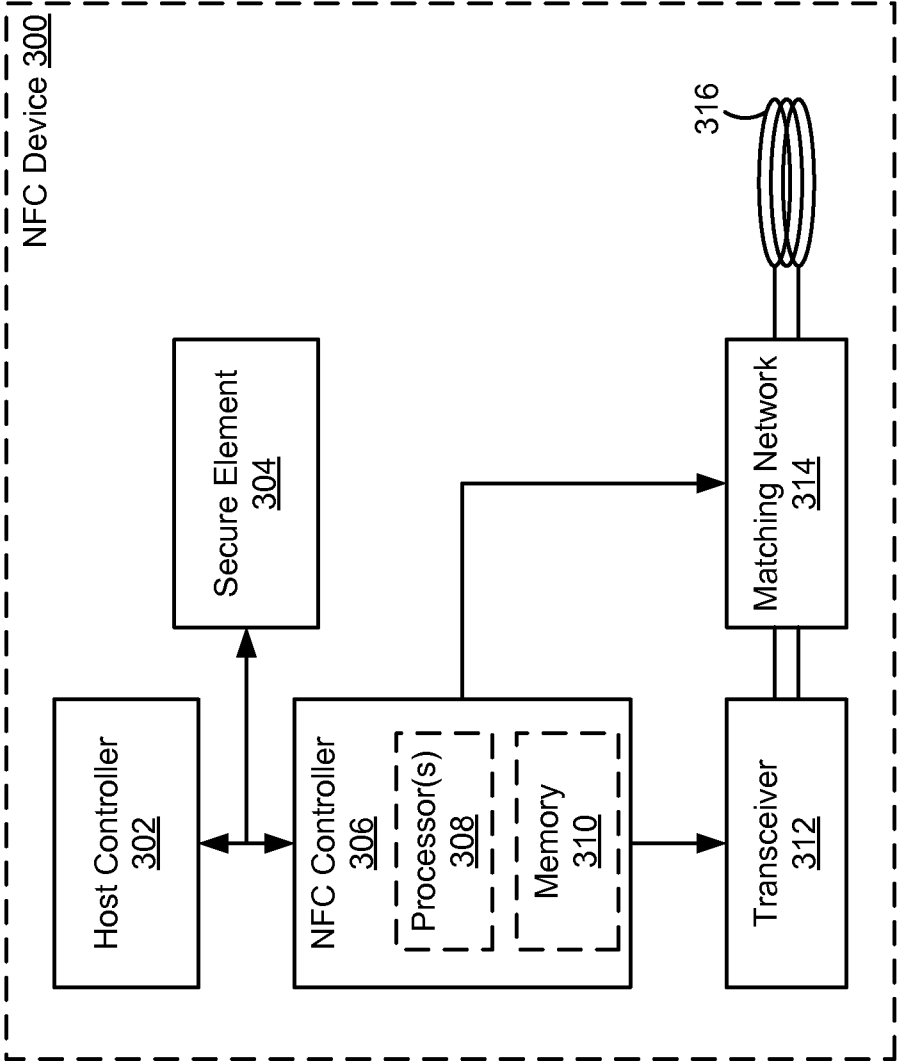 NFC Device 300
Host Controller
302
Secure Element
304
NFC Controller
306
Processor(s)
308
Memory
310
Transceiver
312
Matching Network
314
316